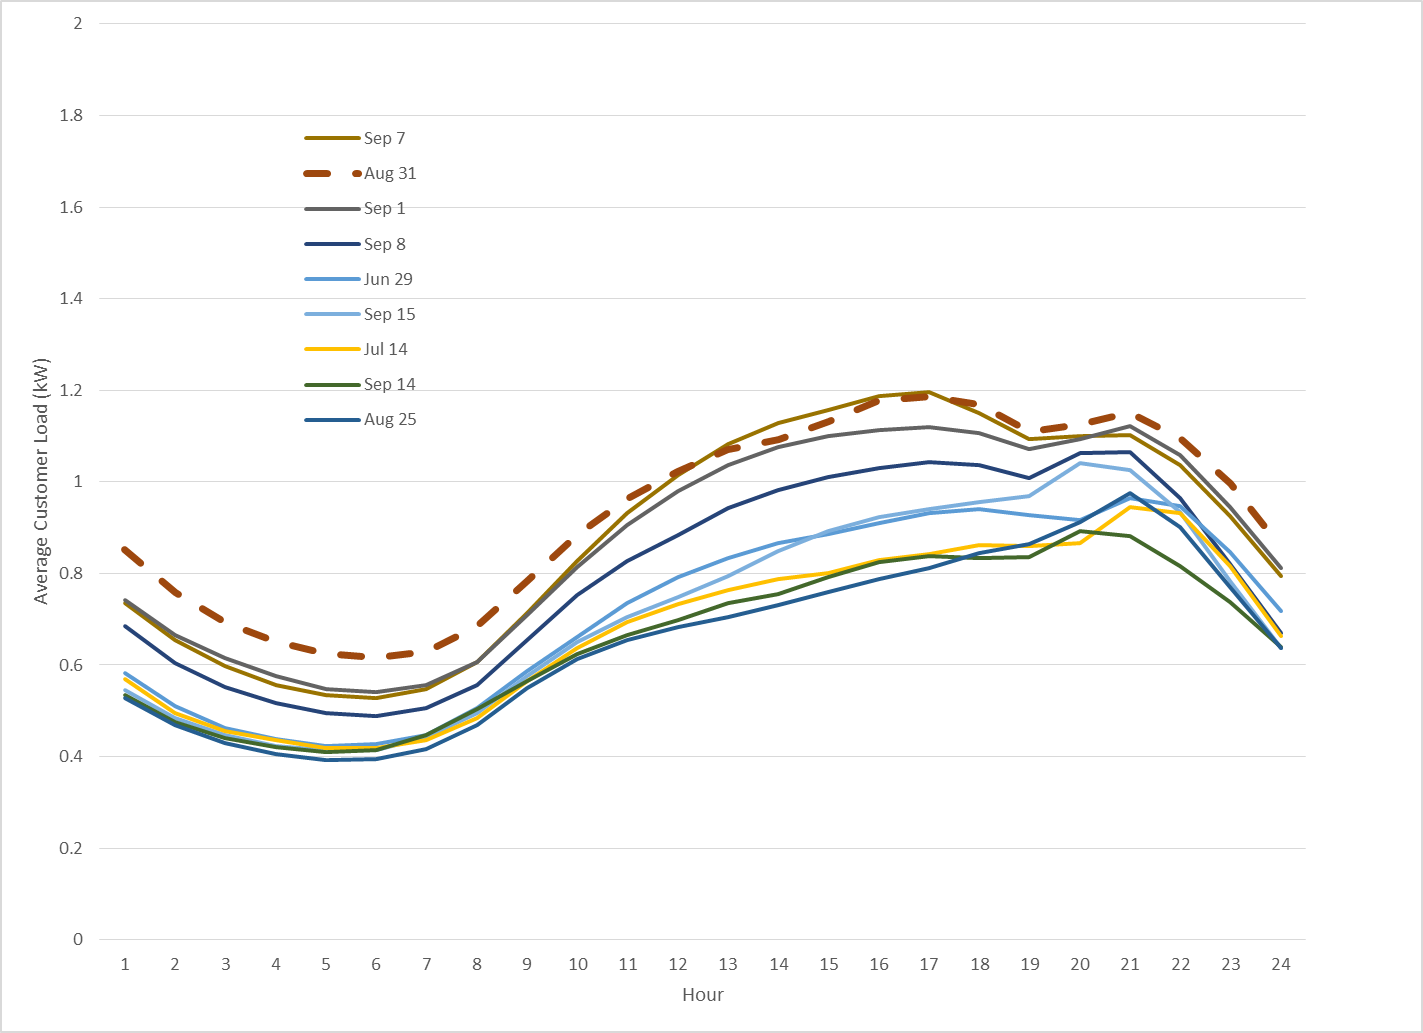 2
1.8
1.6
1.4
1.2
1
0.8
0.6
0.4
0.2
0
Average Customer Load (kW)
Sep 7
Aug 31
Sep 1
Sep 8
Jun 29
Sep 15
Jul 14
Sep 14
Aug 25
1 2 3 4 5 6 7 8 9 10 11 12 13 14 15 16 17 18 19 20 21 22 23 24
Hour